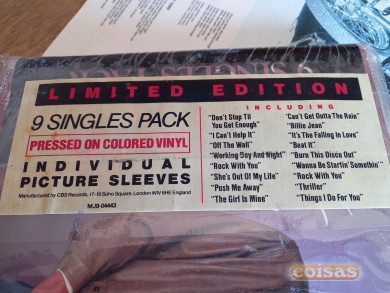 LIMITED EDITION
9 SINGLES PACK
PRESSED ON COLORED VINYL
INDIVIDUAL
PICTURE SLEEVES
Manufactured by CBS Records, 17-19 Soho Square, London W1V 6HE England
MJ9-04443
INCLUDING
"Don't Stop Til
You Get Enough"
"I Can't Help It"
"Off The Wall"
"Working Day And Night"
"Rock With You"
"She's Out Of My Life"
"Push Me Away"
"The Girl Is Mine"
"Can't Get Outta The Rain"
"Billie Jean"
"It's The Falling In Love"
"Beat It"
"Burn This Disco Out"
"Wanna Be Startin' Somethin'"
"Rock With You"
"Thriller"
"Things I Do For You"
coisas